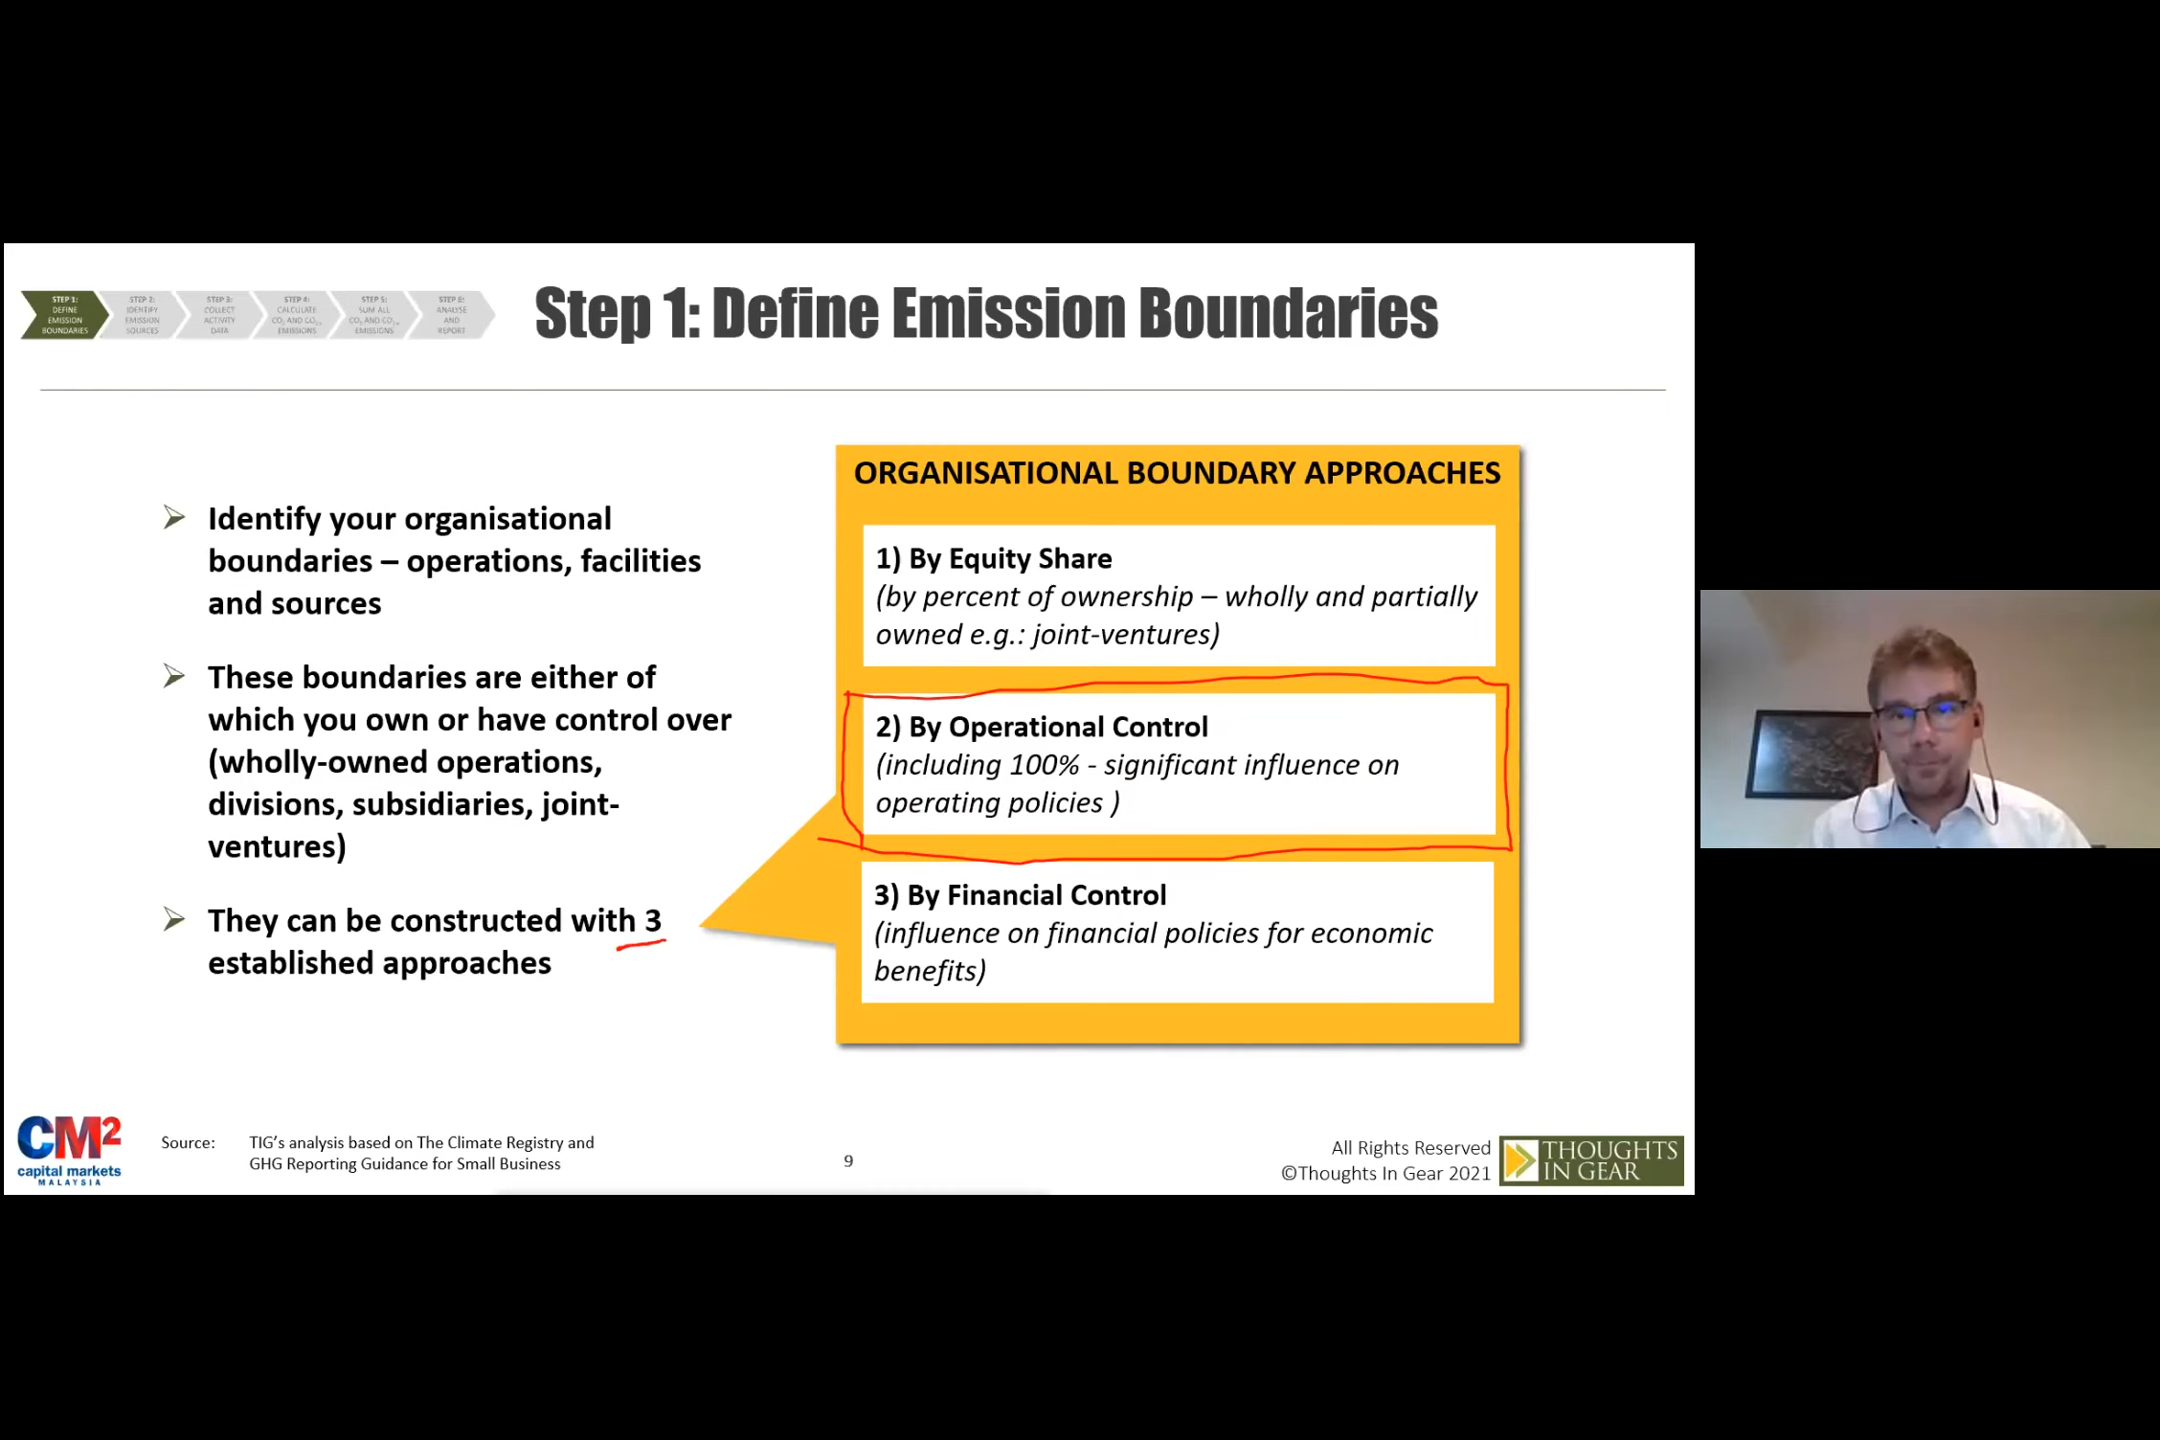 STEP 1:
DEFINE
EMISSION
BOUNDARIES
STEP 2:
IDENTIFY
EMISSION
SOURCES
STEP 3:
COLLECT
ACTIVITY
DATA
STEP 4:
CALCULATE
CO₂ AND CO₂ₑ
EMISSIONS
STEP 5:
SUM ALL
CO₂ AND CO₂ₑ
EMISSIONS
STEP 6:
ANALYSE
AND
REPORT
Step 1: Define Emission Boundaries
➢ Identify your organisational
boundaries – operations, facilities
and sources
➢ These boundaries are either of
which you own or have control over
(wholly-owned operations,
divisions, subsidiaries, joint-
ventures)
➢ They can be constructed with 3
established approaches
ORGANISATIONAL BOUNDARY APPROACHES
1) By Equity Share
(by percent of ownership – wholly and partially
owned e.g.: joint-ventures)
2) By Operational Control
(including 100% - significant influence on
operating policies )
3) By Financial Control
(influence on financial policies for economic
benefits)
CM2
capital markets
MALAYSIA
Source: TIG's analysis based on The Climate Registry and
GHG Reporting Guidance for Small Business
9
All Rights Reserved
©Thoughts In Gear 2021
THOUGHTS
IN GEAR